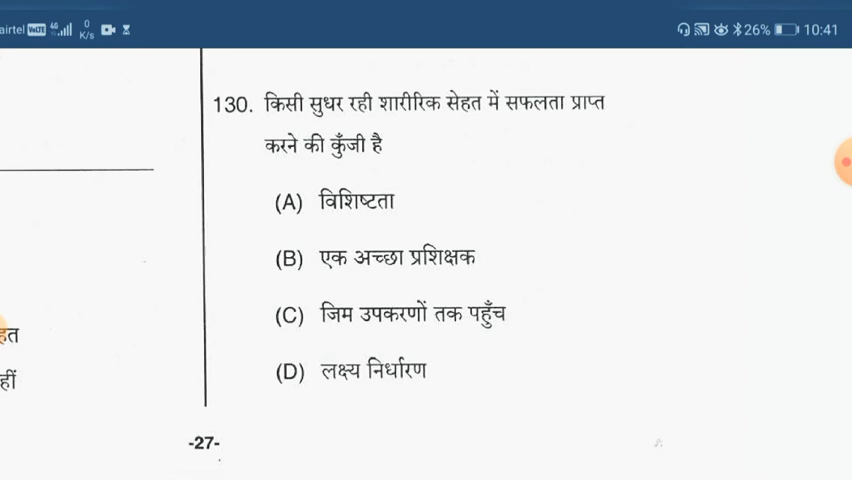 airtel VoLTE 4G 0 K/s 26% 10:41
130. किसी सुधर रही शारीरिक सेहत में सफलता प्राप्त
करने की कुँजी है
(A) विशिष्टता
(B) एक अच्छा प्रशिक्षक
(C) जिम उपकरणों तक पहुँच
(D) लक्ष्य निर्धारण
हीं
-27-